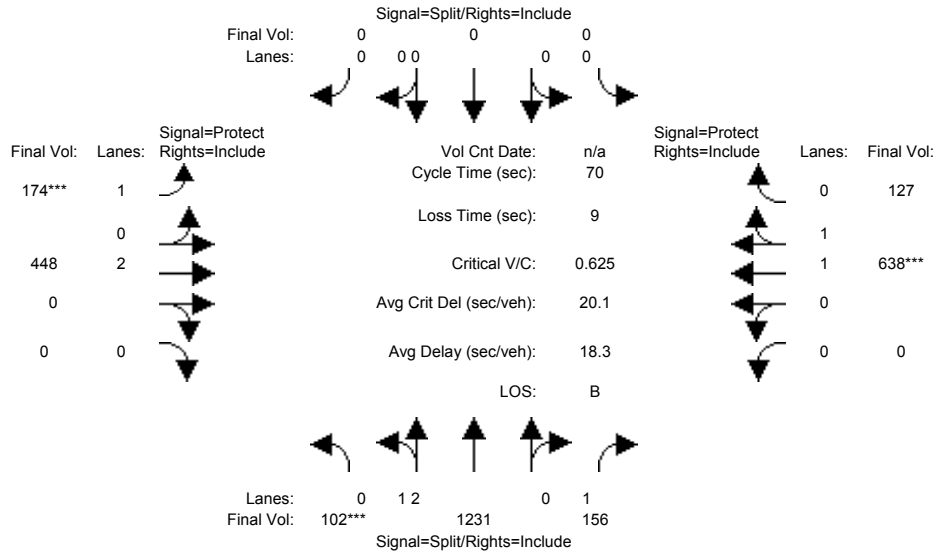 Signal=Split/Rights=Include
Final Vol: 0 0 0
Lanes: 0 0 0 0 0
Signal=Protect Signal=Protect
Final Vol: Lanes: Rights=Include Vol Cnt Date: n/a Rights=Include Lanes: Final Vol:
Cycle Time (sec): 70
174*** 1 0 127
Loss Time (sec): 9
0 1
448 2 Critical V/C: 0.625 1 638***
0 Avg Crit Del (sec/veh): 20.1 0
0 0 Avg Delay (sec/veh): 18.3 0 0
LOS: B
Lanes: 0 1 2 0 1
Final Vol: 102*** 1231 156
Signal=Split/Rights=Include